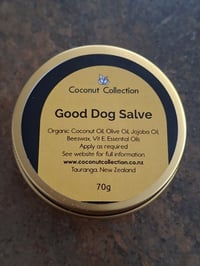 Coconut Collection
Good Dog Salve
Organic Coconut Oil, Olive Oil, Jojoba Oil,
Beeswax, Vit E, Essential Oils
Apply as required
See website for full information
www.coconutcollection.co.nz
Tauranga, New Zealand
70g